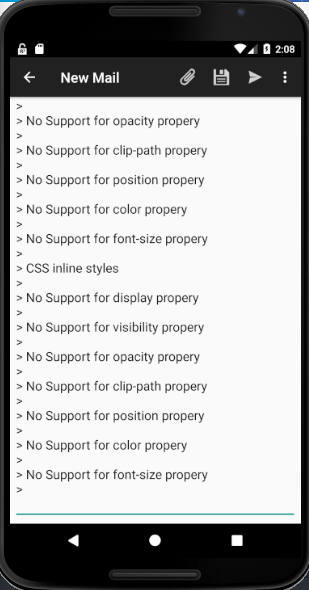 2:08
New Mail
>
> No Support for opacity propery
>
> No Support for clip-path propery
>
> No Support for position propery
>
> No Support for color propery
>
> No Support for font-size propery
>
> CSS inline styles
>
> No Support for display propery
>
> No Support for visibility propery
>
> No Support for opacity propery
>
> No Support for clip-path propery
>
> No Support for position propery
>
> No Support for color propery
>
> No Support for font-size propery
>